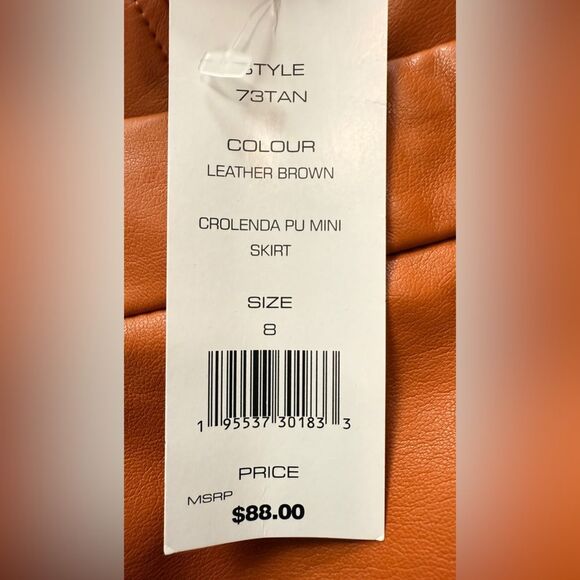 STYLE
73TAN
COLOUR
LEATHER BROWN
CROLENDA PU MINI
SKIRT
SIZE
8
1 95537 30183 3
PRICE
MSRP
$88.00